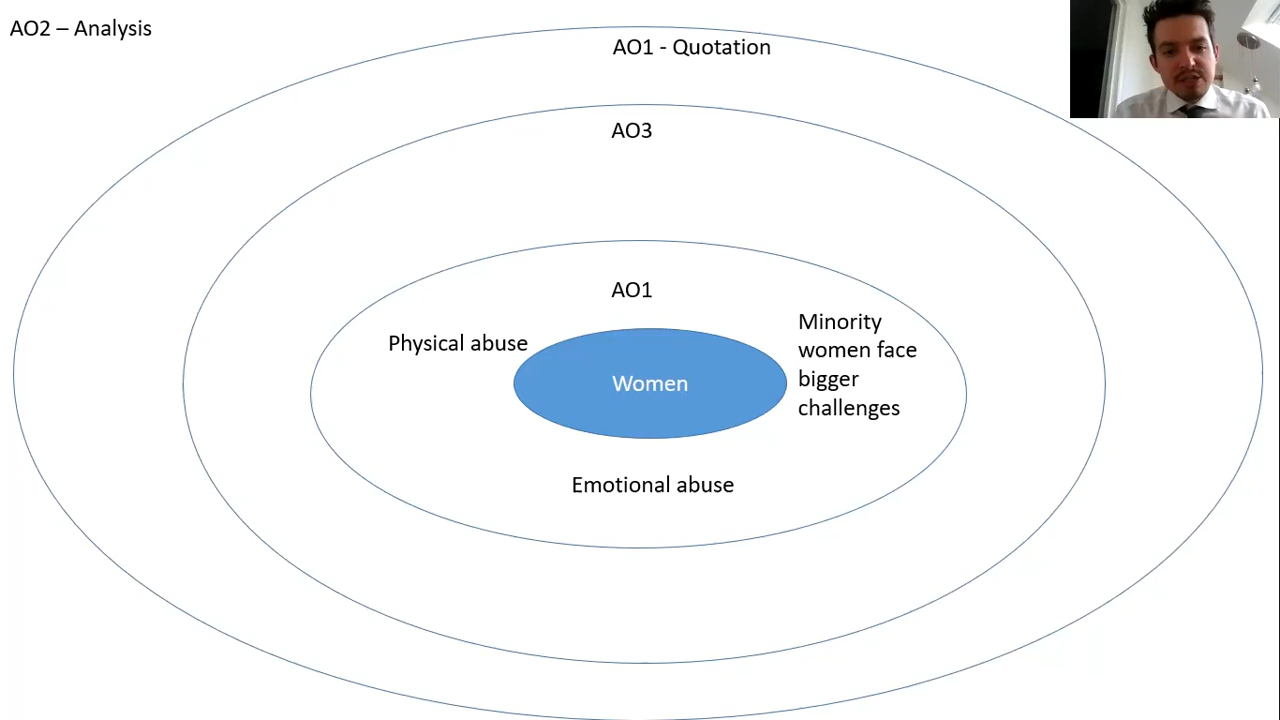 AO2 – Analysis
AO1 - Quotation
AO3
AO1
Physical abuse
Women
Minority
women face
bigger
challenges
Emotional abuse